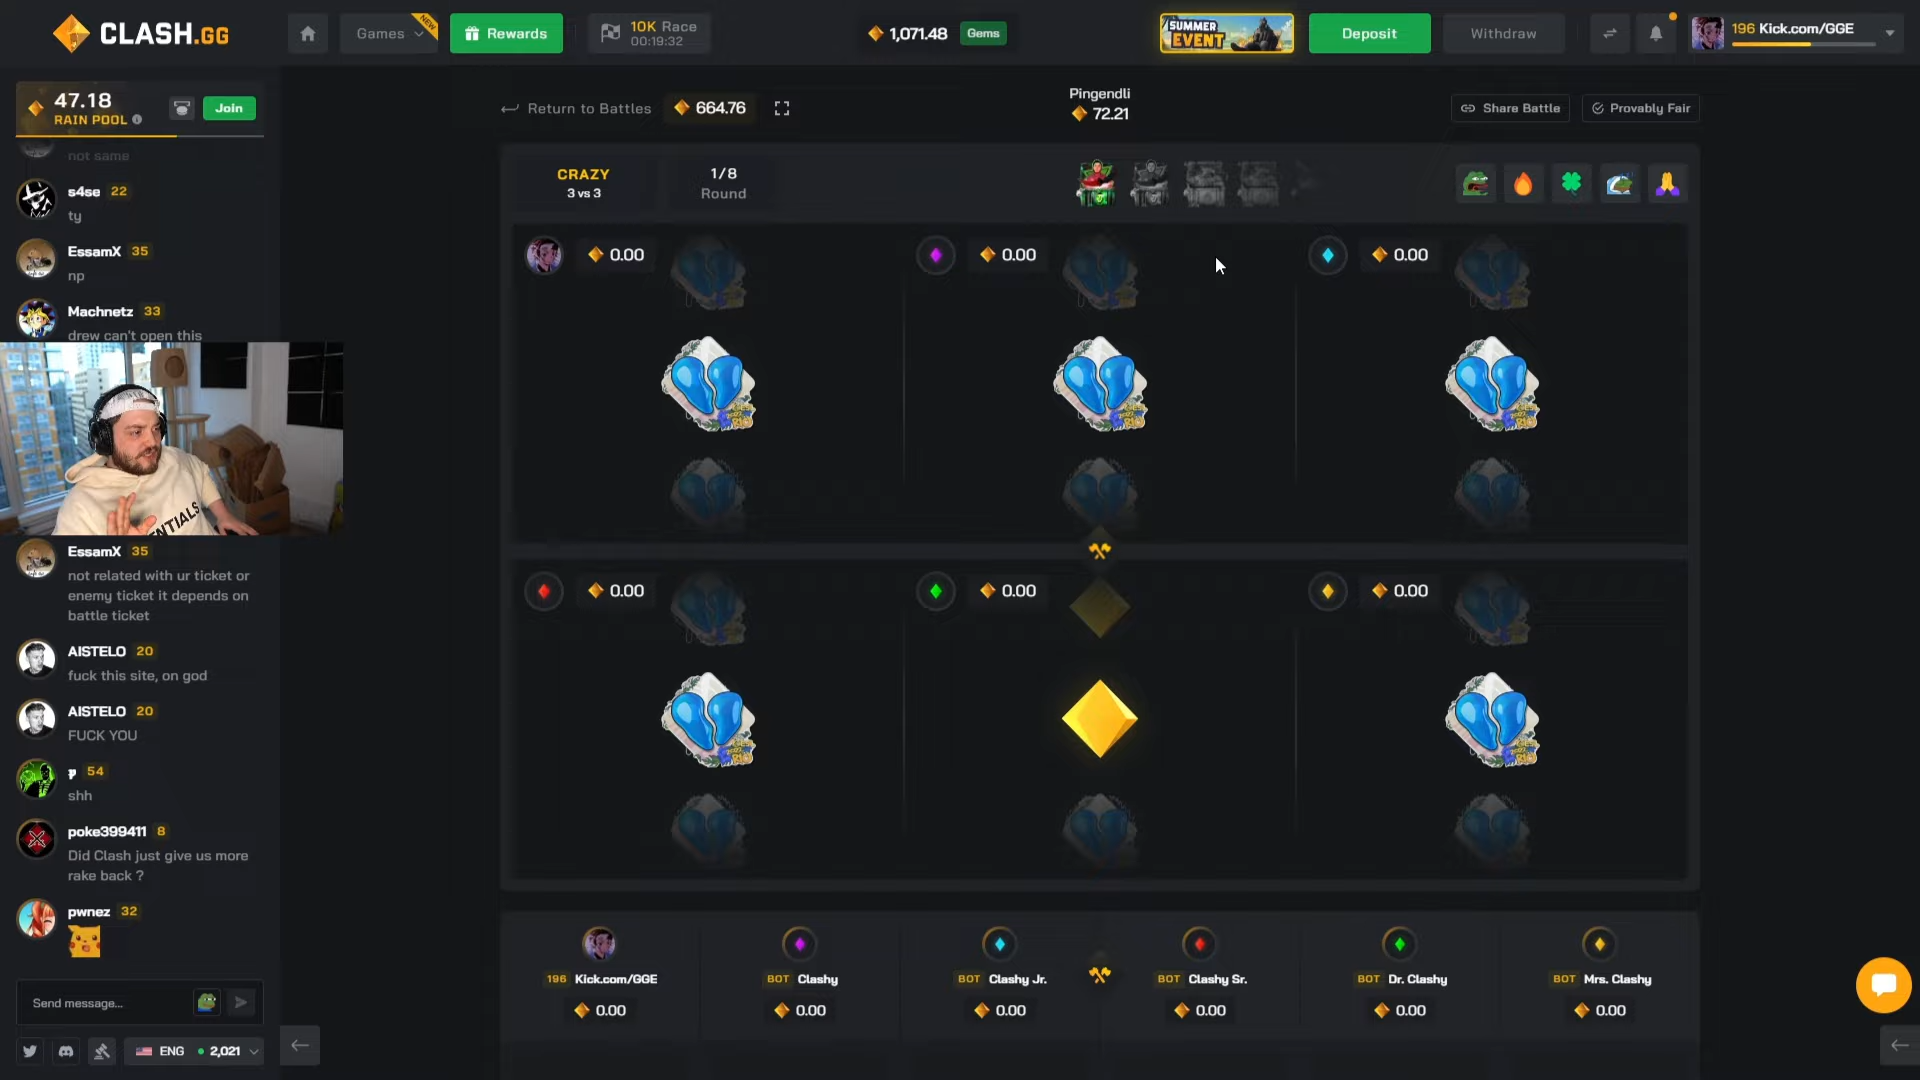 CLASH.GG
Games
NEW
Rewards
10K Race
00:19:32
1,071.48
Gems
SUMMER
EVENT
Deposit
Withdraw
196 Kick.com/GGE
47.18
RAIN POOL
Join
not same
s4se 22
ty
EssamX 35
np
Machnetz 33
drew can't open this
EssamX 35
not related with ur ticket or
enemy ticket it depends on
battle ticket
AISTELO 20
fuck this site, on god
AISTELO 20
FUCK YOU
54
shh
poke399411 8
Did Clash just give us more
rake back ?
pwnez 32
Send message...
ENG
2,021
Return to Battles
664.76
Pingendli
72.21
Share Battle
Provably Fair
CRAZY
3 vs 3
1/8
Round
0.00
0.00
0.00
0.00
0.00
0.00
196 Kick.com/GGE
0.00
BOT Clashy
0.00
BOT Clashy Jr.
0.00
BOT Clashy Sr.
0.00
BOT Dr. Clashy
0.00
BOT Mrs. Clashy
0.00